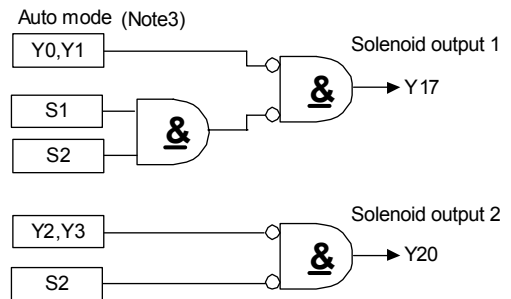 Auto mode (Note3)
Y0,Y1
Solenoid output 1
&
Y17
S1
&
S2
Solenoid output 2
Y2,Y3
&
Y20
S2